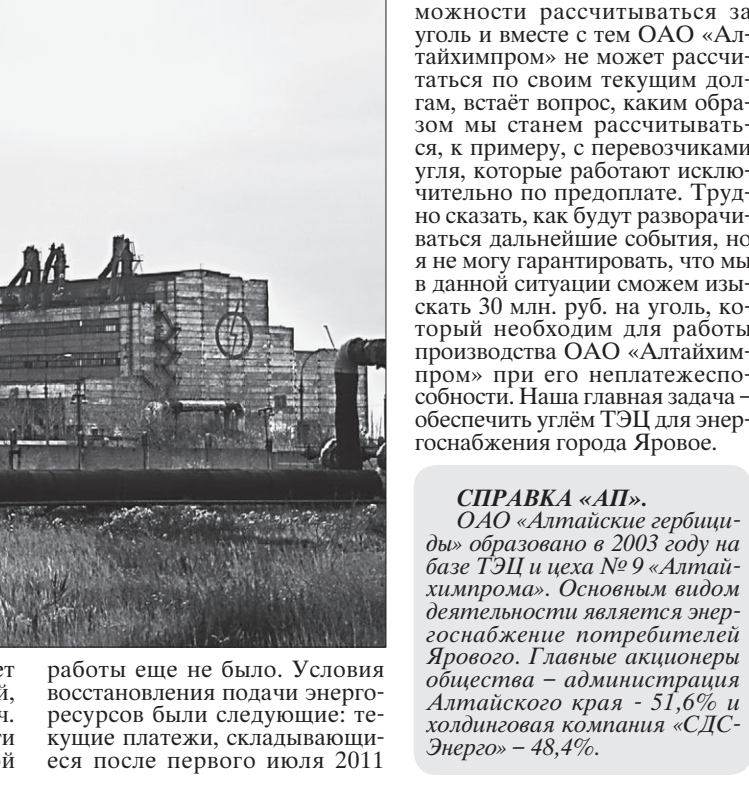 ет
й,
ч.
ти
й
работы еще не было. Условия
восстановления подачи энерго-
ресурсов были следующие: те-
кущие платежи, складывающи-
еся после первого июля 2011
можности рассчитываться за
уголь и вместе с тем ОАО «Ал-
тайхимпром» не может рассчи-
таться по своим текущим дол-
гам, встаёт вопрос, каким обра-
зом мы станем рассчитывать-
ся, к примеру, с перевозчиками
угля, которые работают исклю-
чительно по предоплате. Труд-
но сказать, как будут разворачи-
ваться дальнейшие события, но
я не могу гарантировать, что мы
в данной ситуации сможем изы-
скать 30 млн. руб. на уголь, ко-
торый необходим для работы
производства ОАО «Алтайхим-
пром» при его неплатежеспо-
собности. Наша главная задача –
обеспечить углём ТЭЦ для энер-
госнабжения города Яровое.
СПРАВКА «АП».
ОАО «Алтайские гербици-
ды» образовано в 2003 году на
базе ТЭЦ и цеха № 9 «Алтай-
химпрома». Основным видом
деятельности является энер-
госнабжение потребителей
Ярового. Главные акционеры
общества – администрация
Алтайского края - 51,6% и
холдинговая компания «СДС-
Энерго» – 48,4%.